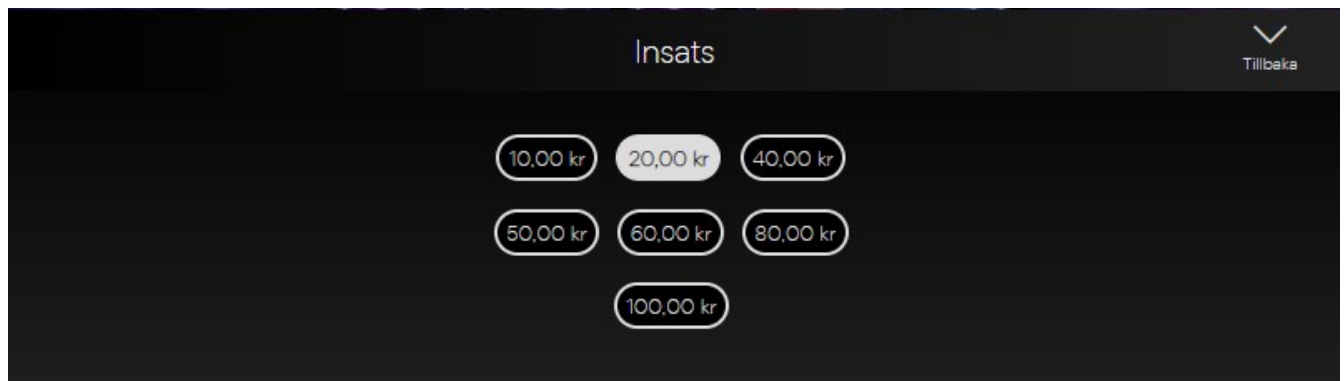 Insats
Tillbaka
10,00 kr 20,00 kr 40,00 kr
50,00 kr 60,00 kr 80,00 kr
100,00 kr